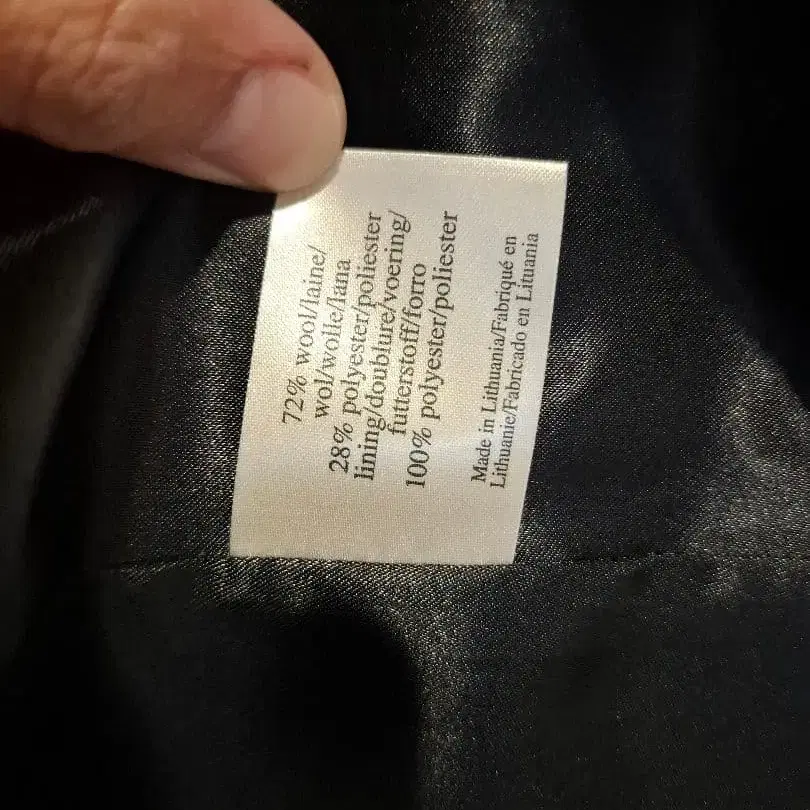 72% wool/laine/
wol/wolle/lana
28% polyester/poliester
lining/doublure/voering/
futterstoff/forro
100% polyester/poliester
Made in Lithuania/Fabriqué en
Lithuanie/Fabricado en Lituania